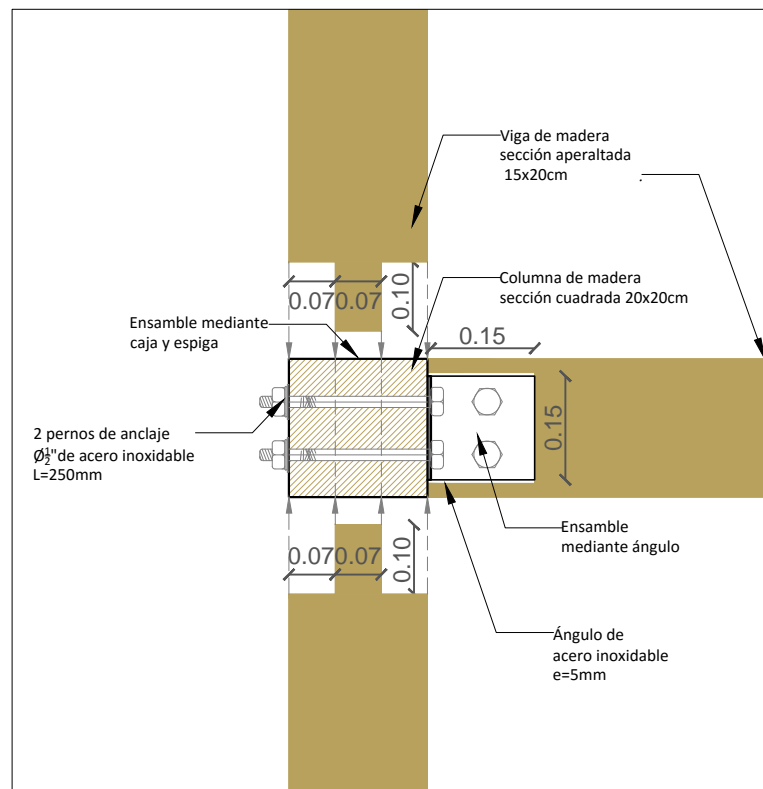 Viga de madera
sección aperaltada
15x20cm
0.07 0.07
0.10
Columna de madera
sección cuadrada 20x20cm
Ensamble mediante
caja y espiga
0.15
0.15
2 pernos de anclaje
Ø½"de acero inoxidable
L=250mm
Ensamble
mediante ángulo
0.07 0.07
0.10
Ángulo de
acero inoxidable
e=5mm